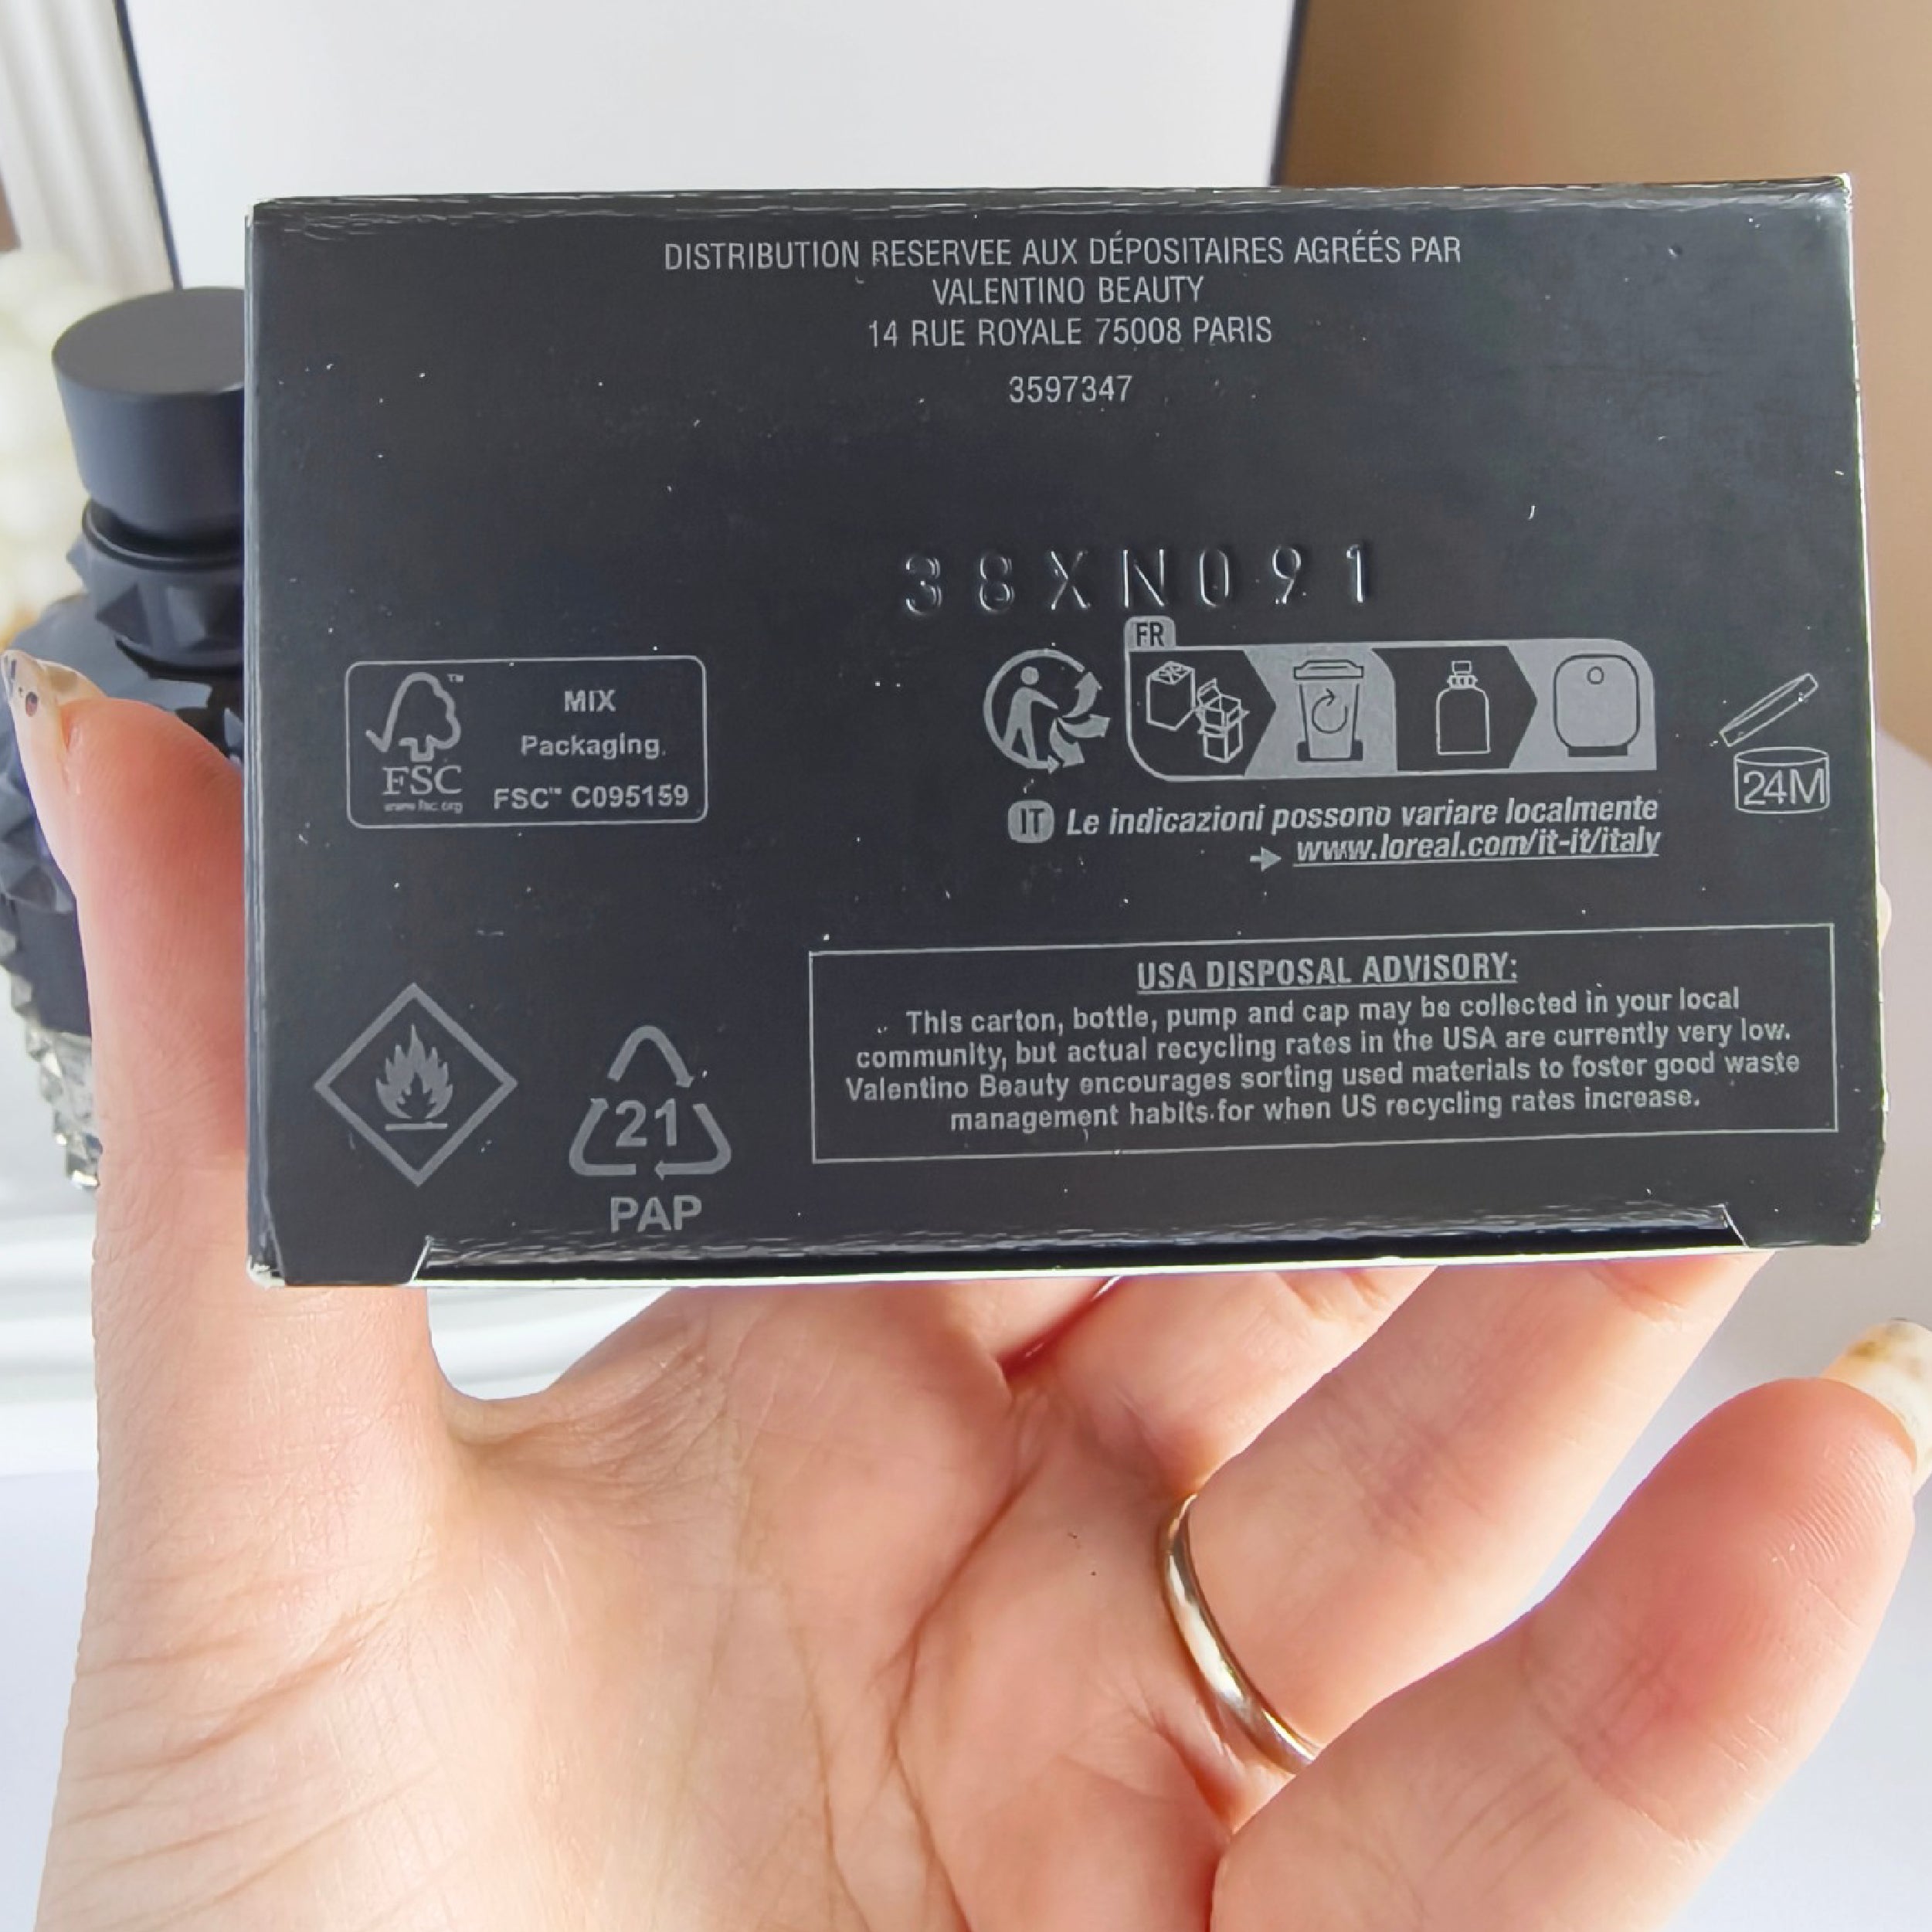 DISTRIBUTION RESERVEE AUX DÉPOSITAIRES AGRÉÉS PAR
VALENTINO BEAUTY
14 RUE ROYALE 75008 PARIS
3597347
38XN091
FR
FSC™
www.fsc.org
MIX
Packaging
FSC™ C095159
24M
IT Le indicazioni possono variare localmente
www.loreal.com/it-it/italy
USA DISPOSAL ADVISORY:
This carton, bottle, pump and cap may be collected in your local
community, but actual recycling rates in the USA are currently very low.
Valentino Beauty encourages sorting used materials to foster good waste
management habits for when US recycling rates increase.
21
PAP